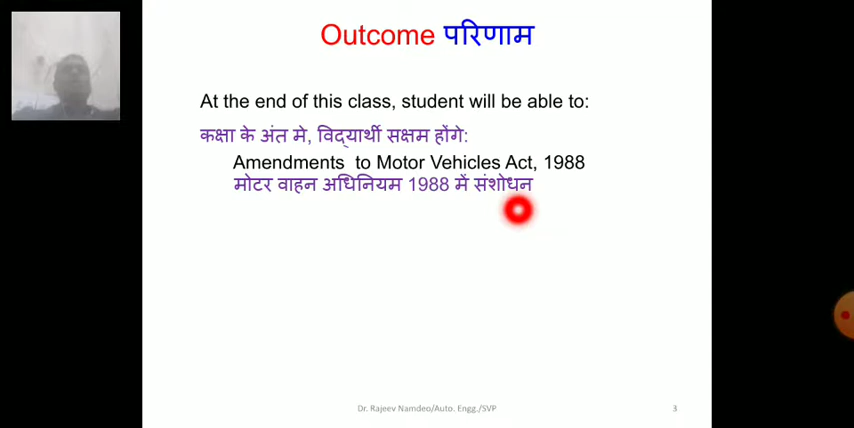 Outcome परिणाम
At the end of this class, student will be able to:
कक्षा के अंत मे, विद्यार्थी सक्षम होंगे:
Amendments to Motor Vehicles Act, 1988
मोटर वाहन अधिनियम 1988 में संशोधन
Dr. Rajeev Namdeo/Auto. Engg./SVP 3